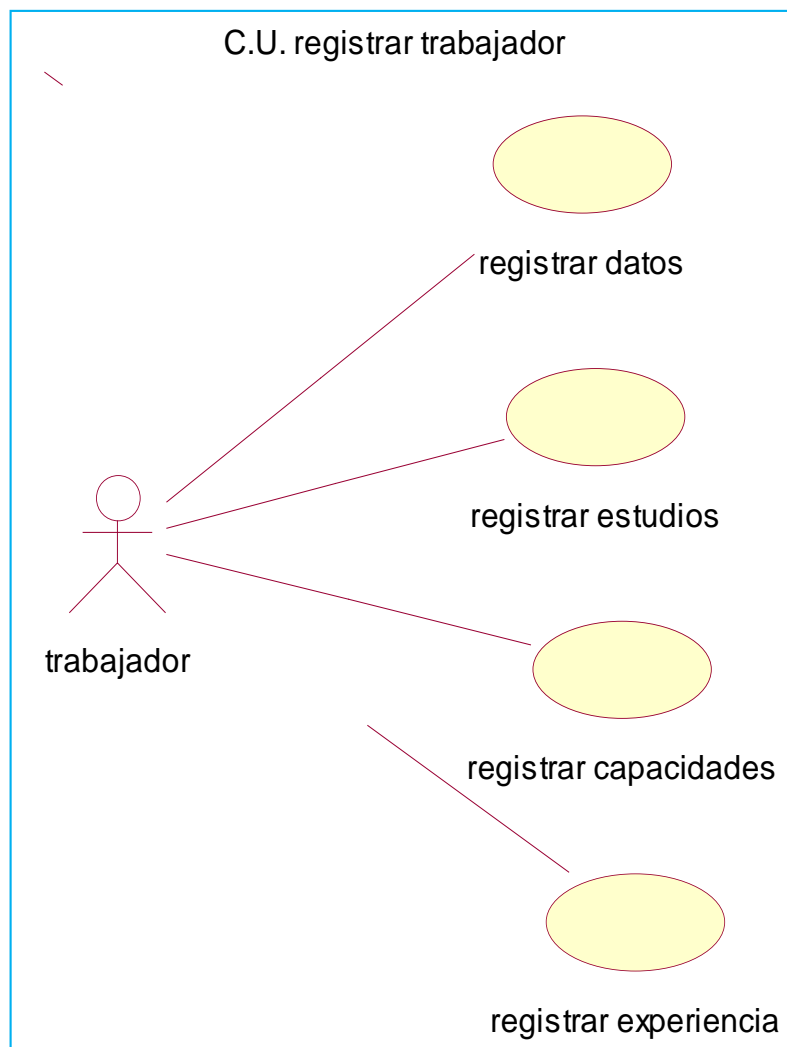 C.U. registrar trabajador
registrar datos
registrar estudios
trabajador
registrar capacidades
registrar experiencia